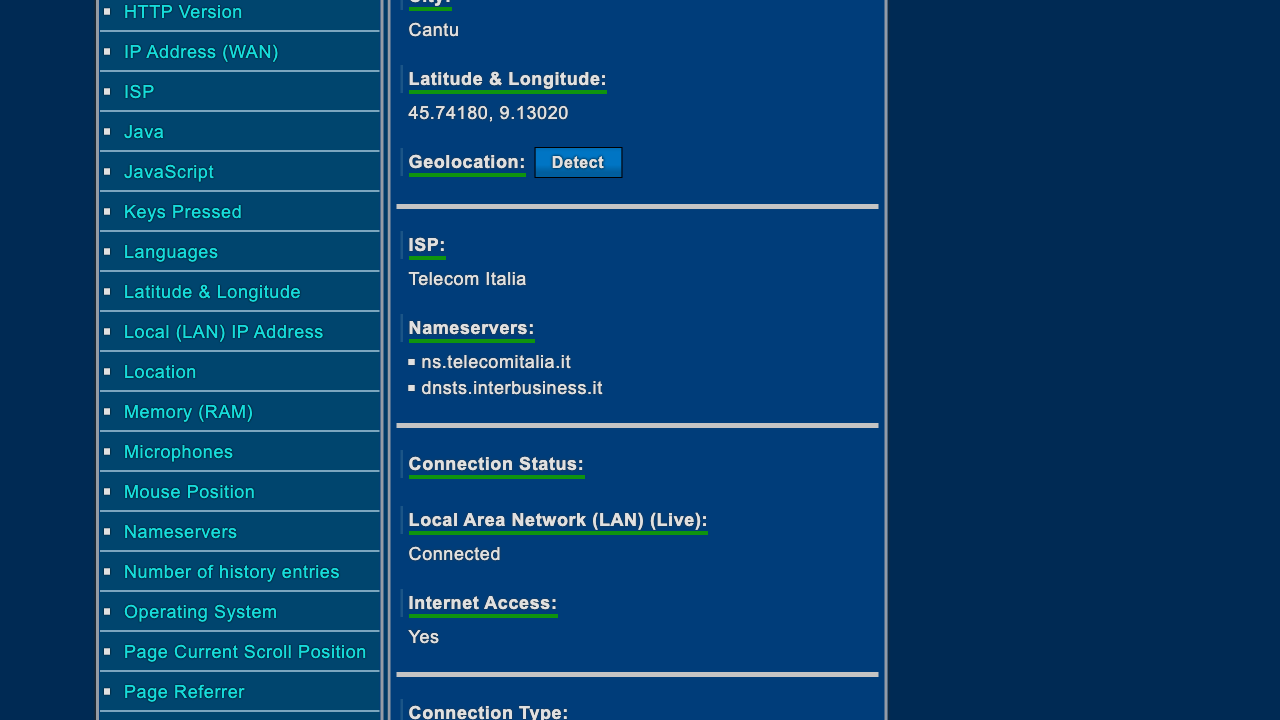 HTTP Version
IP Address (WAN)
ISP
Java
JavaScript
Keys Pressed
Languages
Latitude & Longitude
Local (LAN) IP Address
Location
Memory (RAM)
Microphones
Mouse Position
Nameservers
Number of history entries
Operating System
Page Current Scroll Position
Page Referrer
City:
Cantu
Latitude & Longitude:
45.74180, 9.13020
Geolocation: Detect
ISP:
Telecom Italia
Nameservers:
ns.telecomitalia.it
dnsts.interbusiness.it
Connection Status:
Local Area Network (LAN) (Live):
Connected
Internet Access:
Yes
Connection Type: